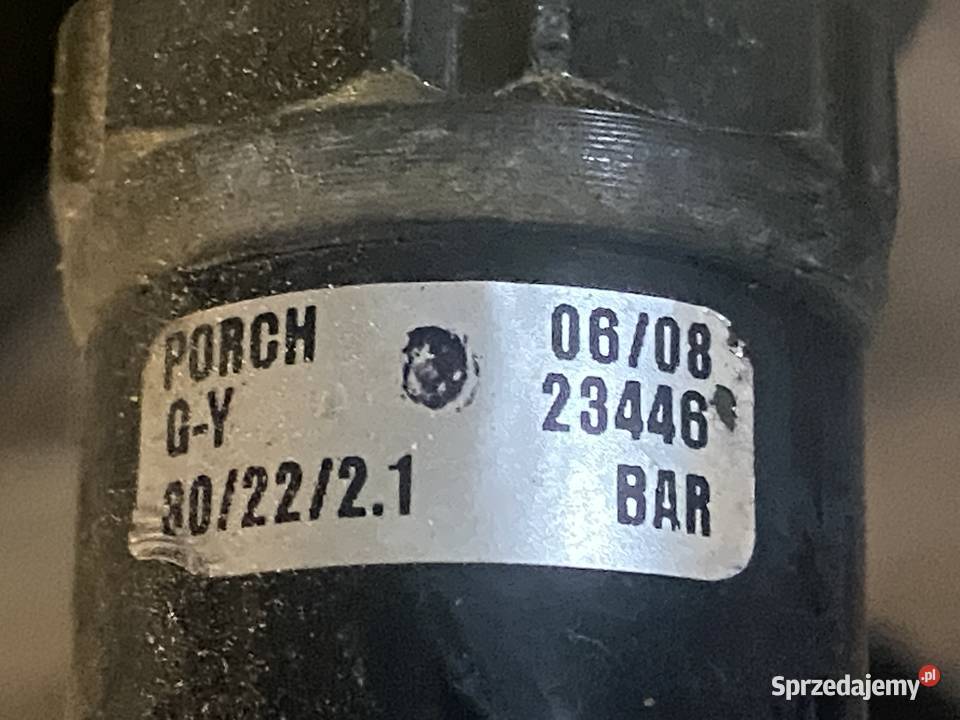 PORCH 06/08
G-Y 23446
80/22/2.1 BAR
Sprzedajemy.pl